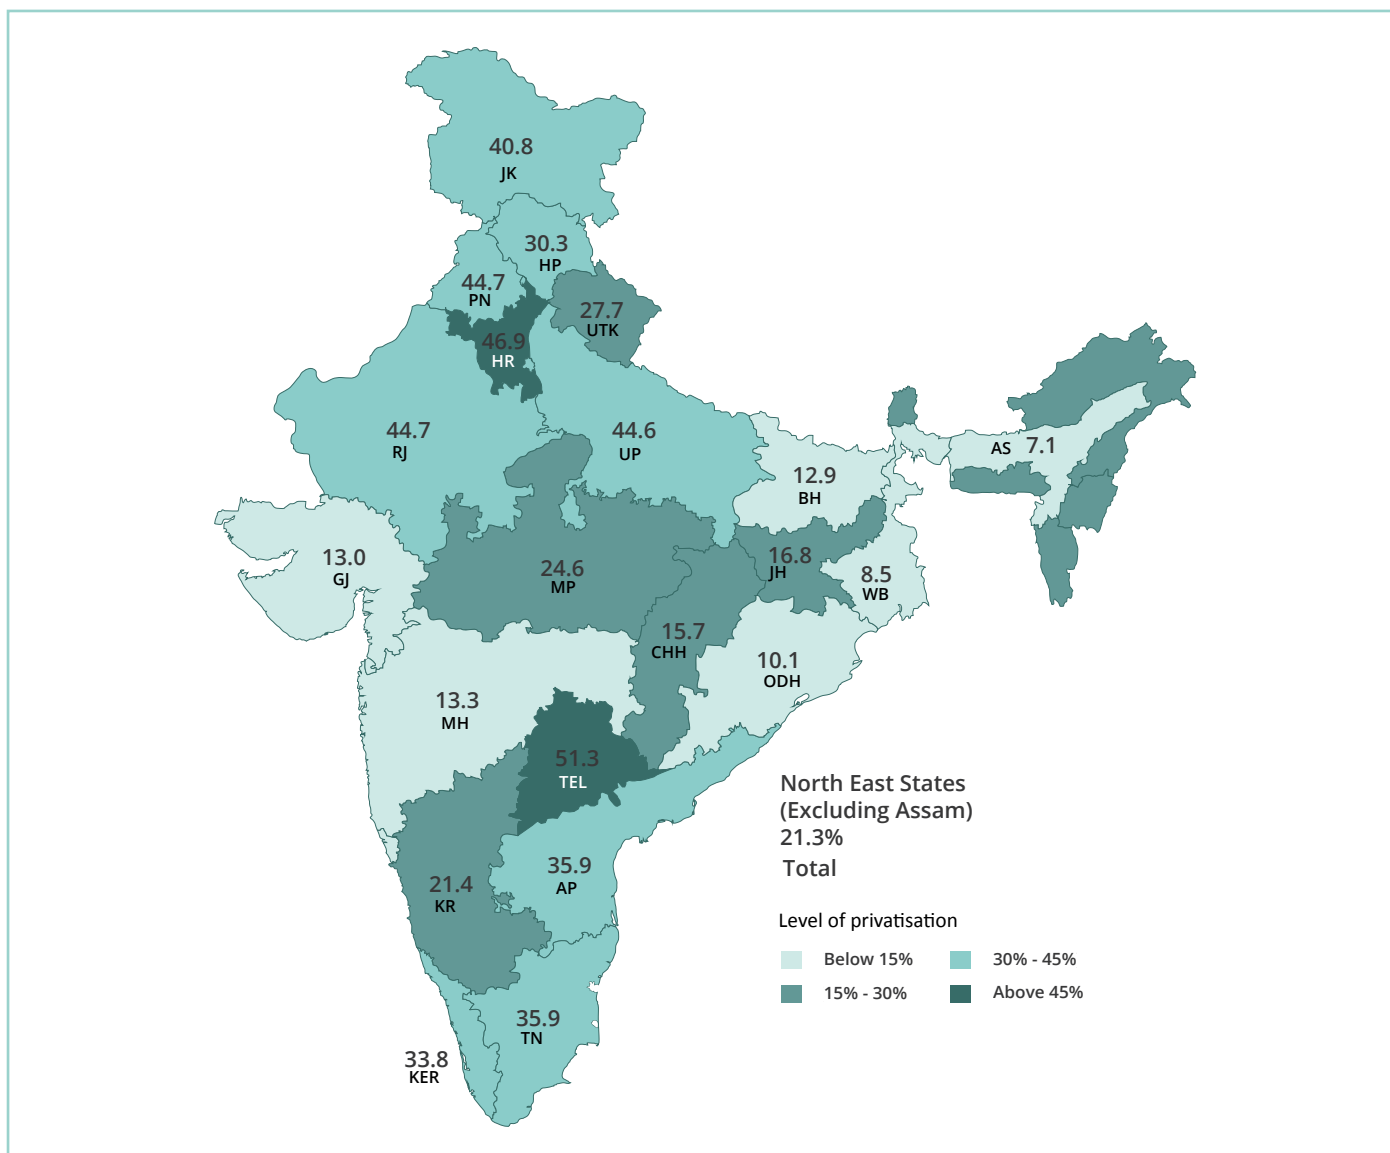 40.8
JK
30.3
HP
44.7
PN
27.7
UTK
46.9
HR
44.7
RJ
44.6
UP
AS 7.1
12.9
BH
13.0
GJ
24.6
MP
16.8
JH
8.5
WB
15.7
CHH
10.1
ODH
13.3
MH
51.3
TEL
35.9
AP
21.4
KR
35.9
TN
33.8
KER
North East States
(Excluding Assam)
21.3%
Total
Level of privatisation
Below 15%
30% - 45%
15% - 30%
Above 45%